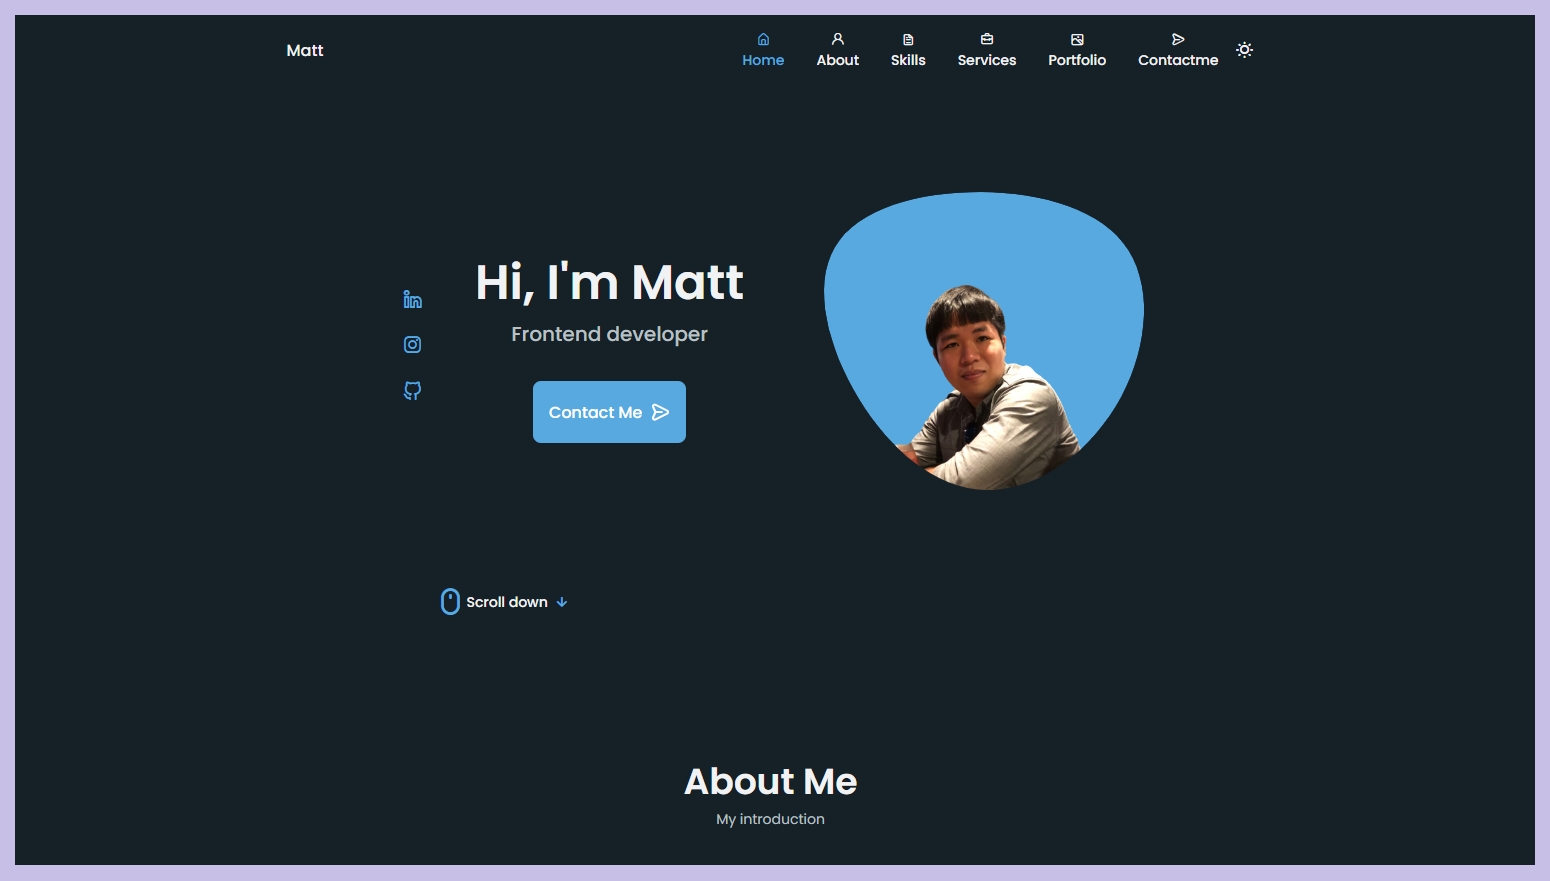 Matt
Home About Skills Services Portfolio Contactme
Hi, I'm Matt
Frontend developer
Contact Me
Scroll down
About Me
My introduction